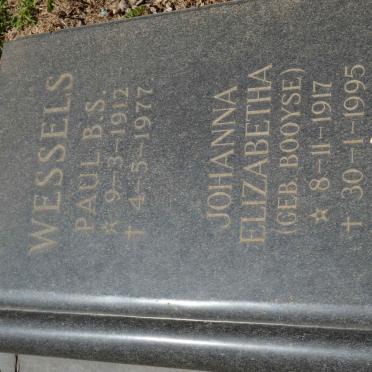 WESSELS
PAUL B.S.
☆ 9-3-1912
† 4-5-1977
JOHANNA
ELIZABETHA
(GEB. BOOYSE)
☆ 8-11-1917
† 30-1-1995